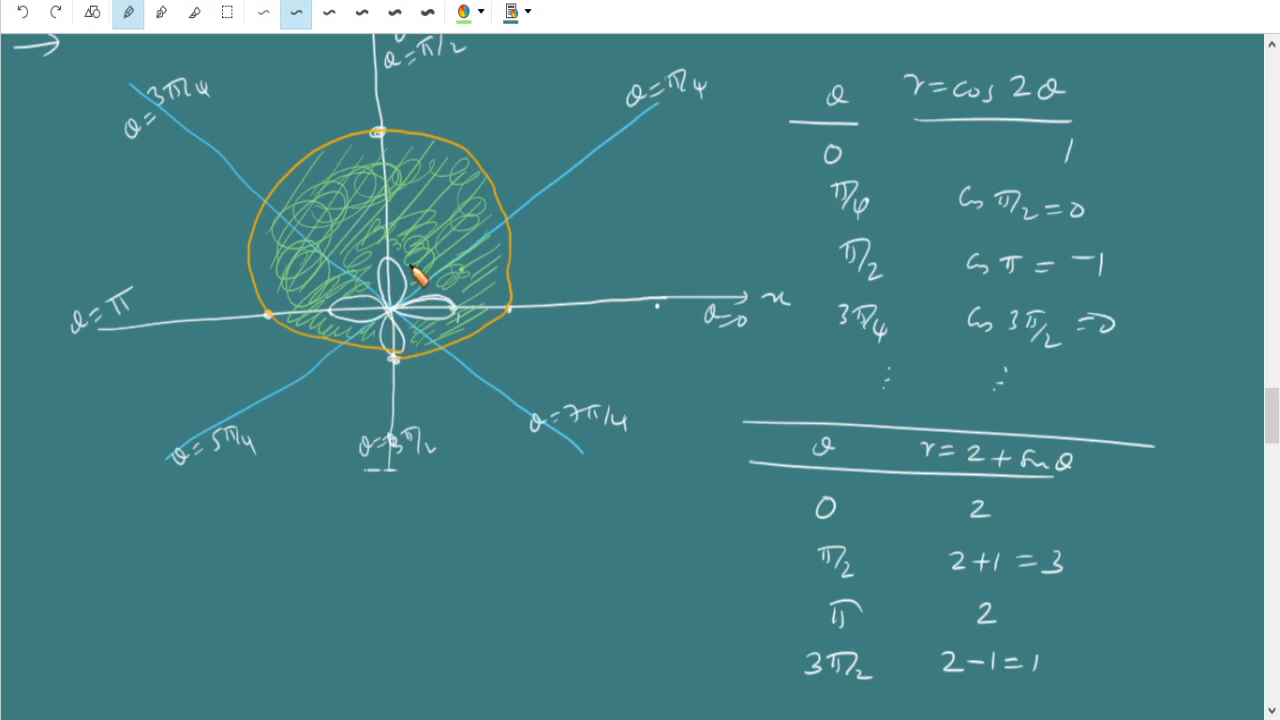 θ = π/2
θ = 3π/4
θ = π/4
θ = π
x
θ=0
θ = 5π/4
θ = 3π/2
θ = 7π/4
θ r = cos 2θ
0 1
π/4 cos π/2 = 0
π/2 cos π = -1
3π/4 cos 3π/2 = 0
⋮ ⋮
θ r = 2 + sinθ
0 2
π/2 2+1 = 3
π 2
3π/2 2-1 = 1